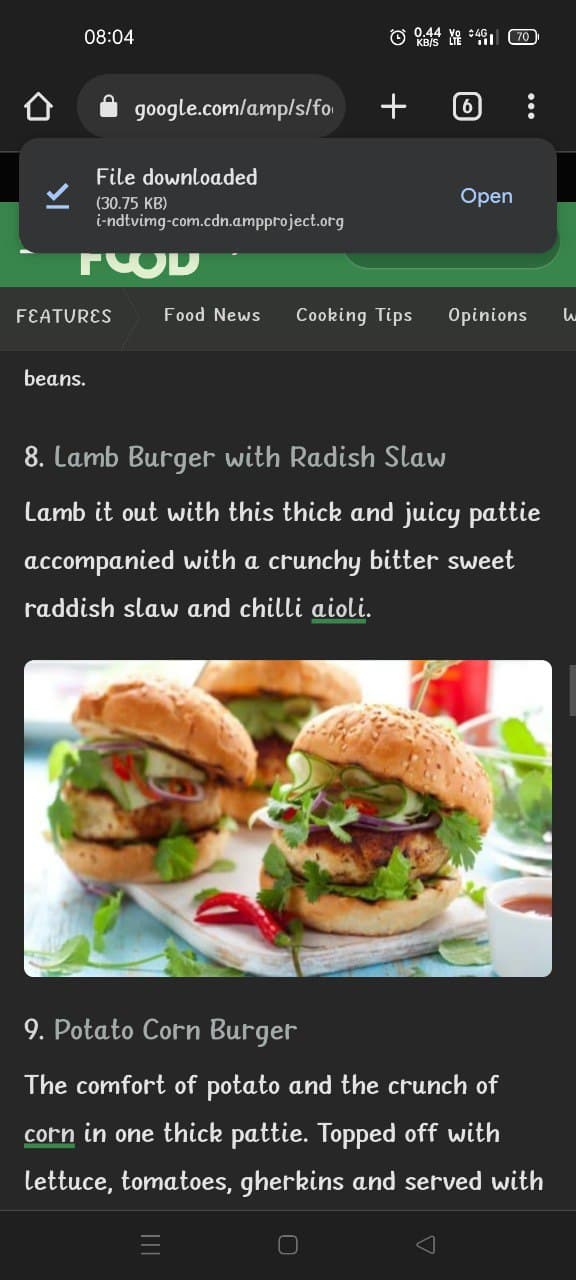 08:04
0.44 KB/S Vo LTE 4G 70
google.com/amp/s/fo
6
File downloaded
(30.75 KB)
Open
i-ndtvimg-com.cdn.ampproject.org
FOOD
FEATURES Food News Cooking Tips Opinions W
beans.
8. Lamb Burger with Radish Slaw
Lamb it out with this thick and juicy pattie
accompanied with a crunchy bitter sweet
raddish slaw and chilli aioli.
9. Potato Corn Burger
The comfort of potato and the crunch of
corn in one thick pattie. Topped off with
lettuce, tomatoes, gherkins and served with